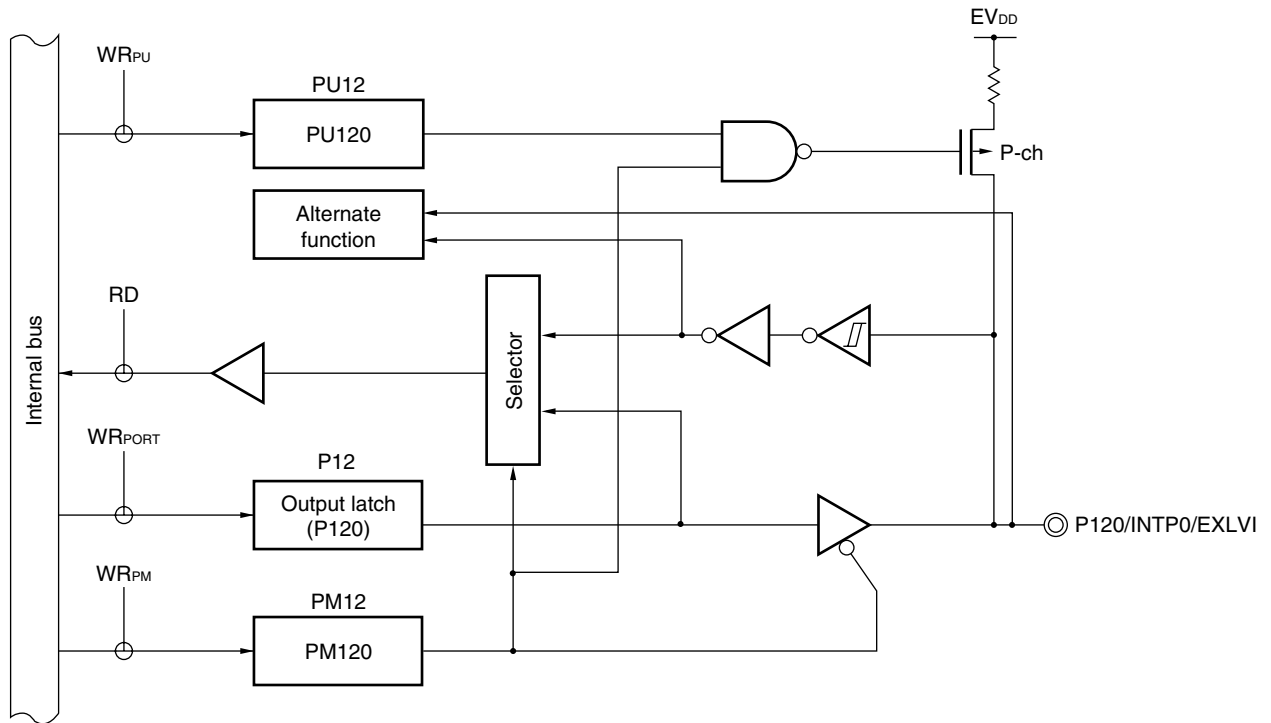 EVDD
WRPU
PU12
PU120
P-ch
Alternate
function
RD
Internal bus
Selector
WRPORT
P12
Output latch
(P120)
P120/INTP0/EXLVI
WRPM
PM12
PM120